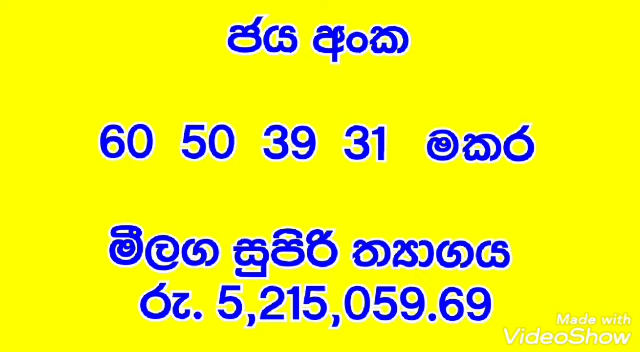 ජය අංක
60 50 39 31 මකර
මීලග සුපිරි ත්‍යාගය
රු. 5,215,059.69
Made with
VideoShow